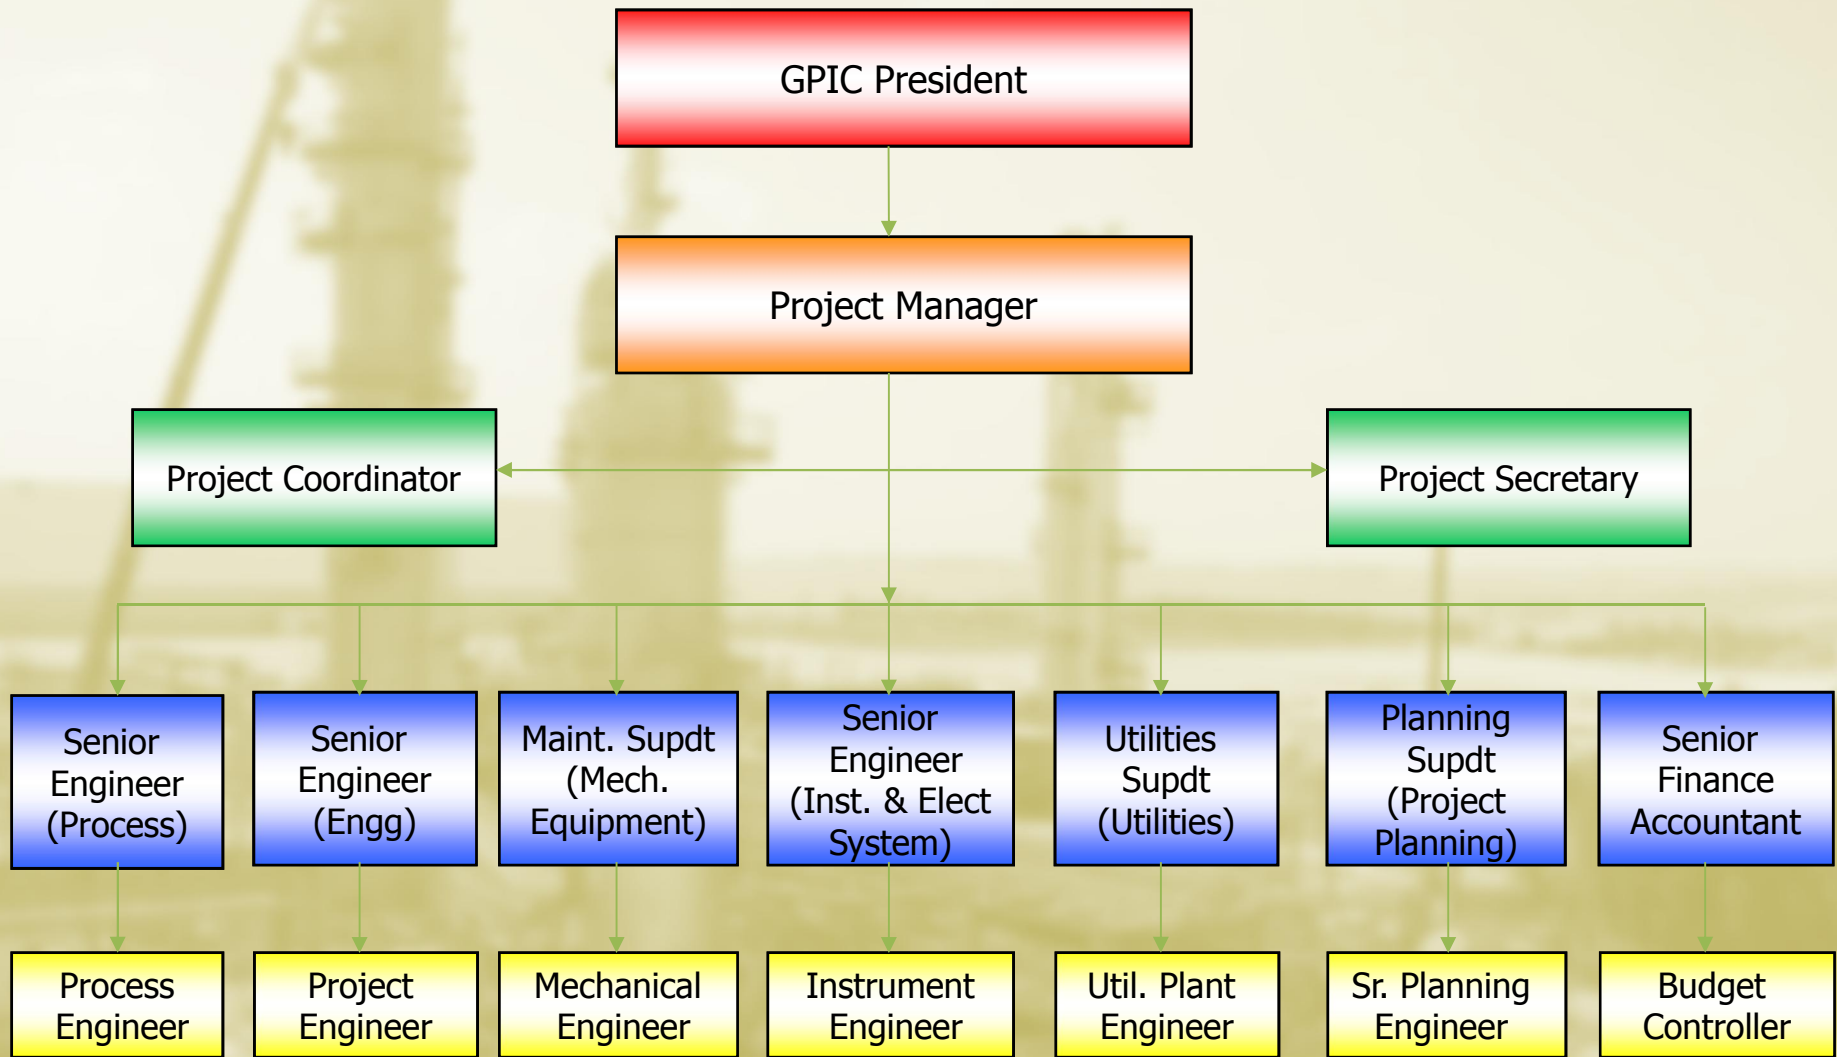 GPIC President
Project Manager
Project Coordinator
Project Secretary
Senior
Engineer
(Process)
Senior
Engineer
(Engg)
Maint. Supdt
(Mech.
Equipment)
Senior
Engineer
(Inst. & Elect
System)
Utilities
Supdt
(Utilities)
Planning
Supdt
(Project
Planning)
Senior
Finance
Accountant
Process
Engineer
Project
Engineer
Mechanical
Engineer
Instrument
Engineer
Util. Plant
Engineer
Sr. Planning
Engineer
Budget
Controller